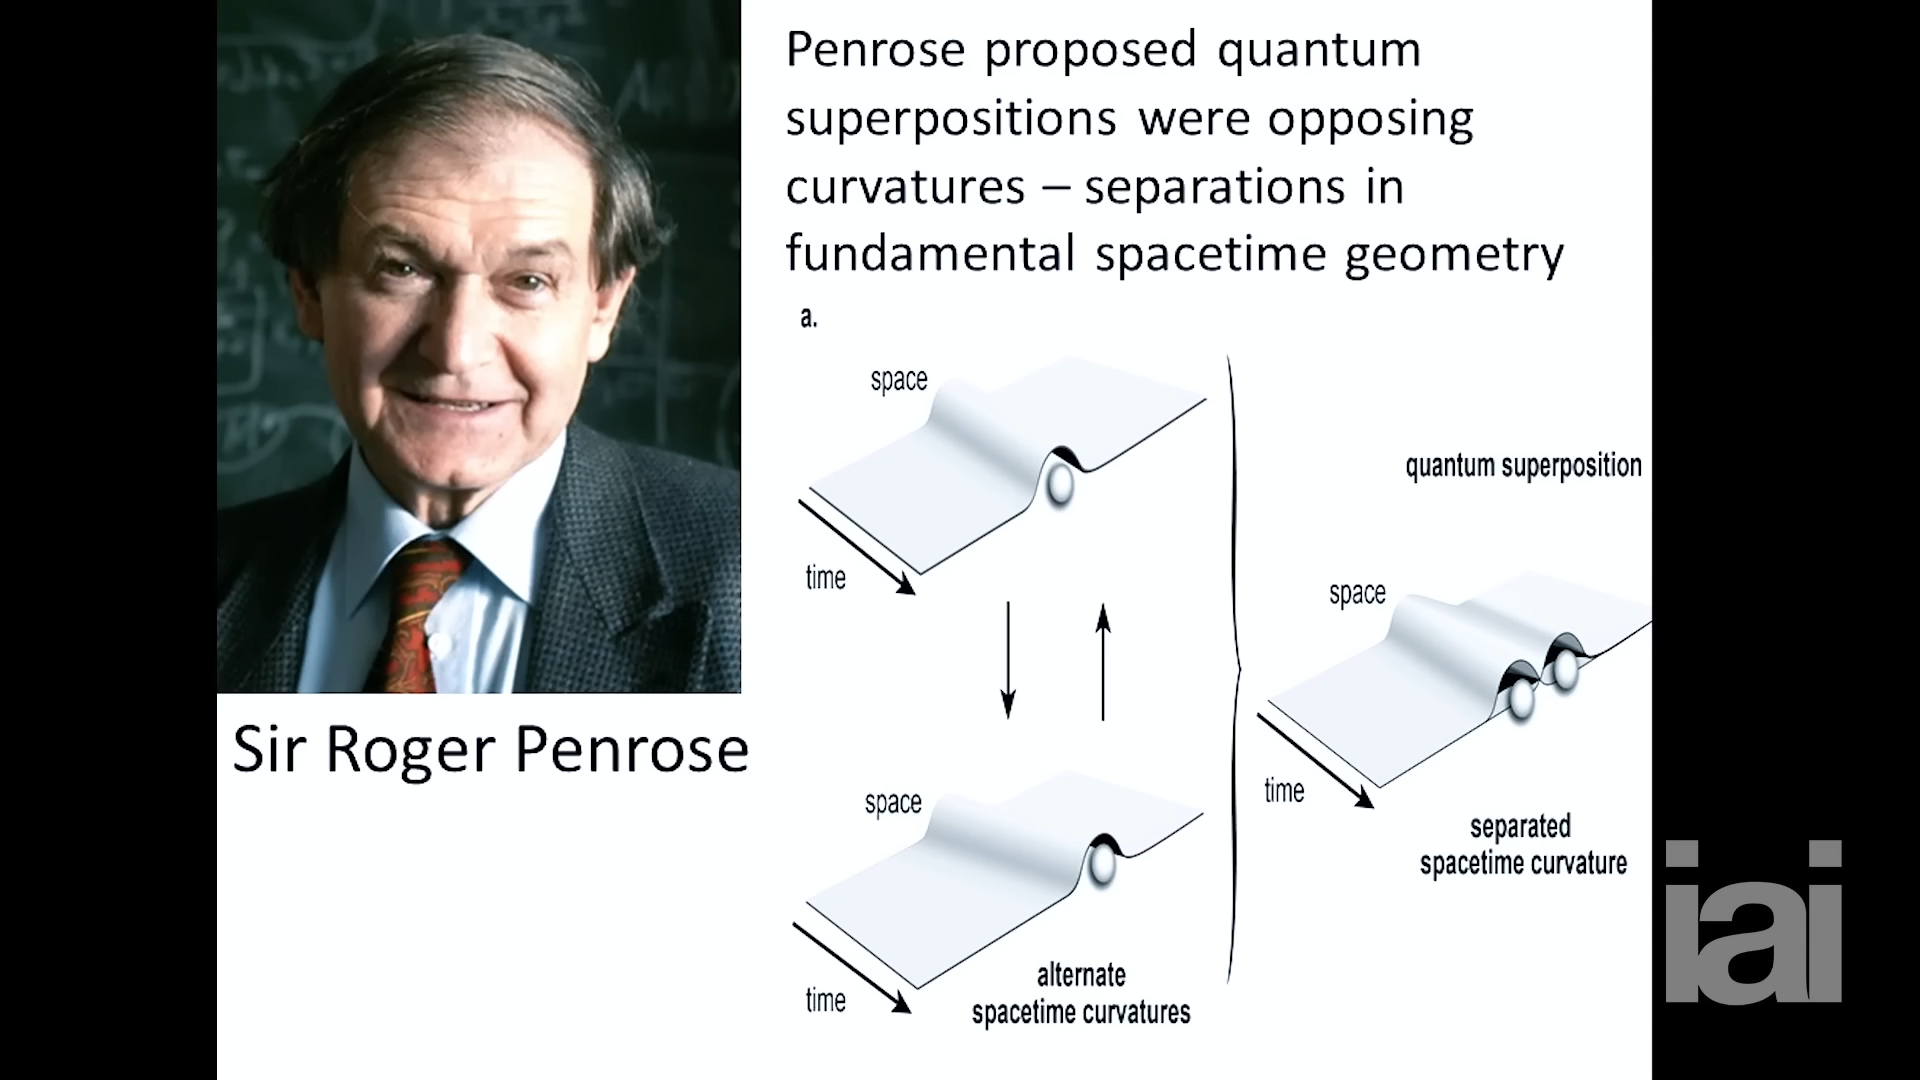 Penrose proposed quantum
superpositions were opposing
curvatures – separations in
fundamental spacetime geometry
Sir Roger Penrose
a.
space
time
space
time
alternate
spacetime curvatures
quantum superposition
space
time
separated
spacetime curvature
iai